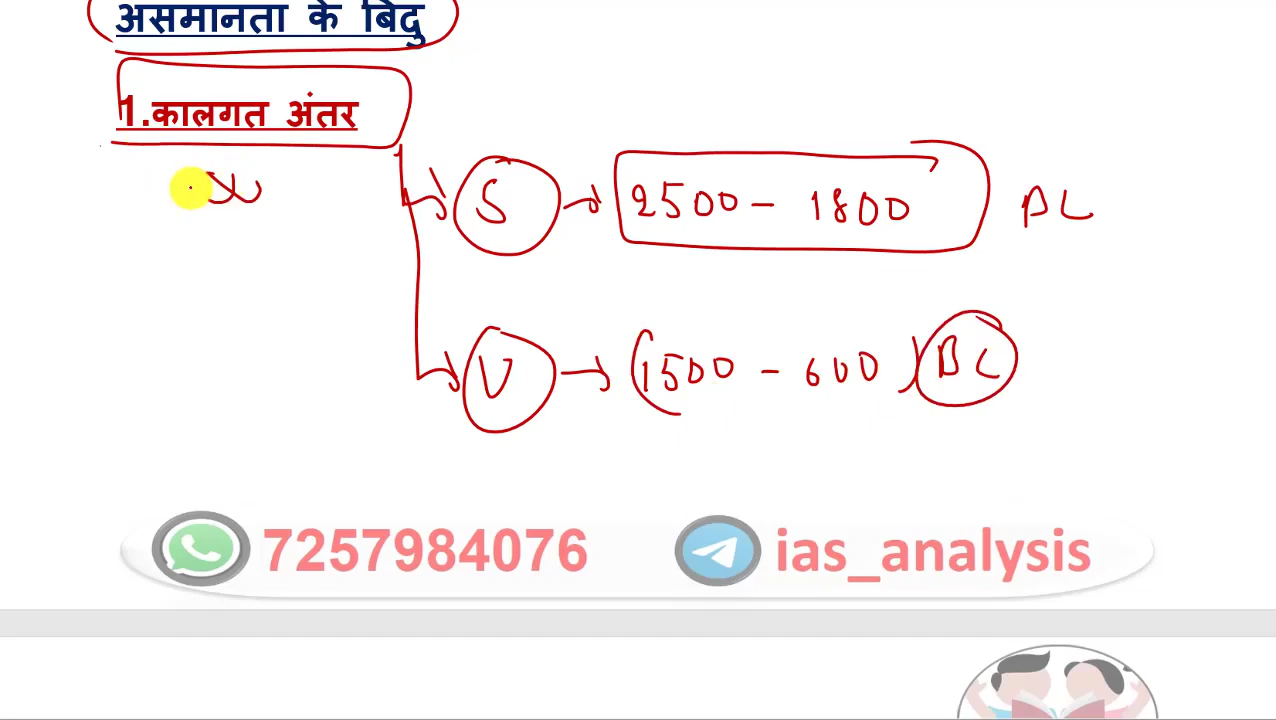 असमानता के बिंदु
1.कालगत अंतर
S → 2500 – 1800 BC
V → (1500 – 600) BC
7257984076 ias_analysis